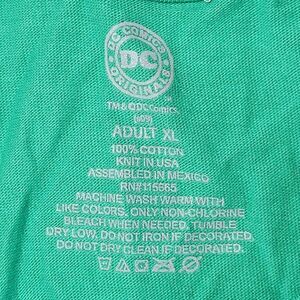 DC COMICS
DC
ORIGINALS
TM & © DC Comics.
(s09)
ADULT XL
100% COTTON
KNIT IN USA
ASSEMBLED IN MEXICO
RN#115665
MACHINE WASH WARM WITH
LIKE COLORS, ONLY NON-CHLORINE
BLEACH WHEN NEEDED, TUMBLE
DRY LOW, DO NOT IRON IF DECORATED,
DO NOT DRY CLEAN IF DECORATED.